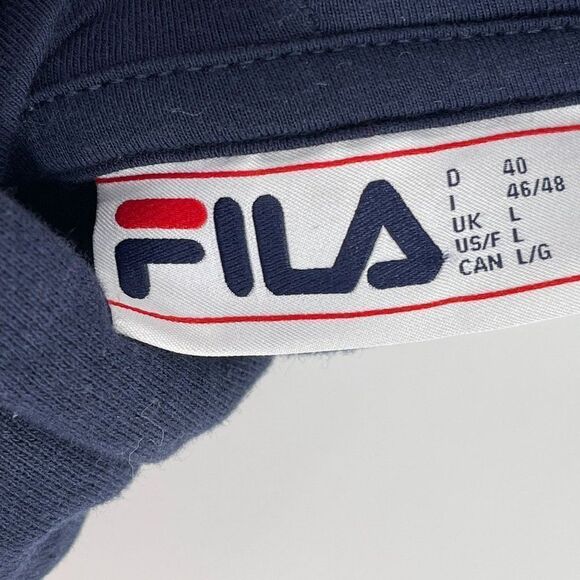 FILA
D 40
I 46/48
UK L
US/F L
CAN L/G